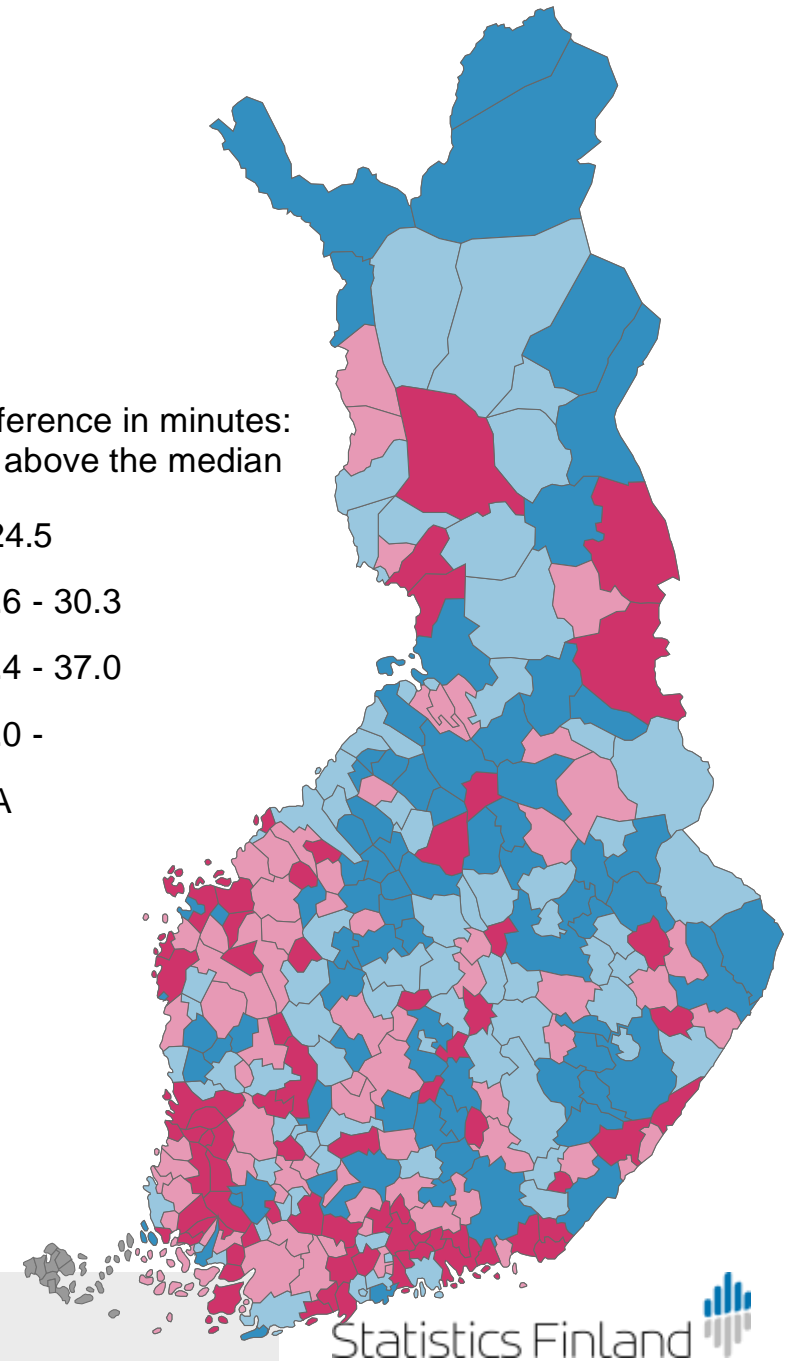 ference in minutes:
above the median
24.5
6 - 30.3
4 - 37.0
0 -
A
Statistics Finland